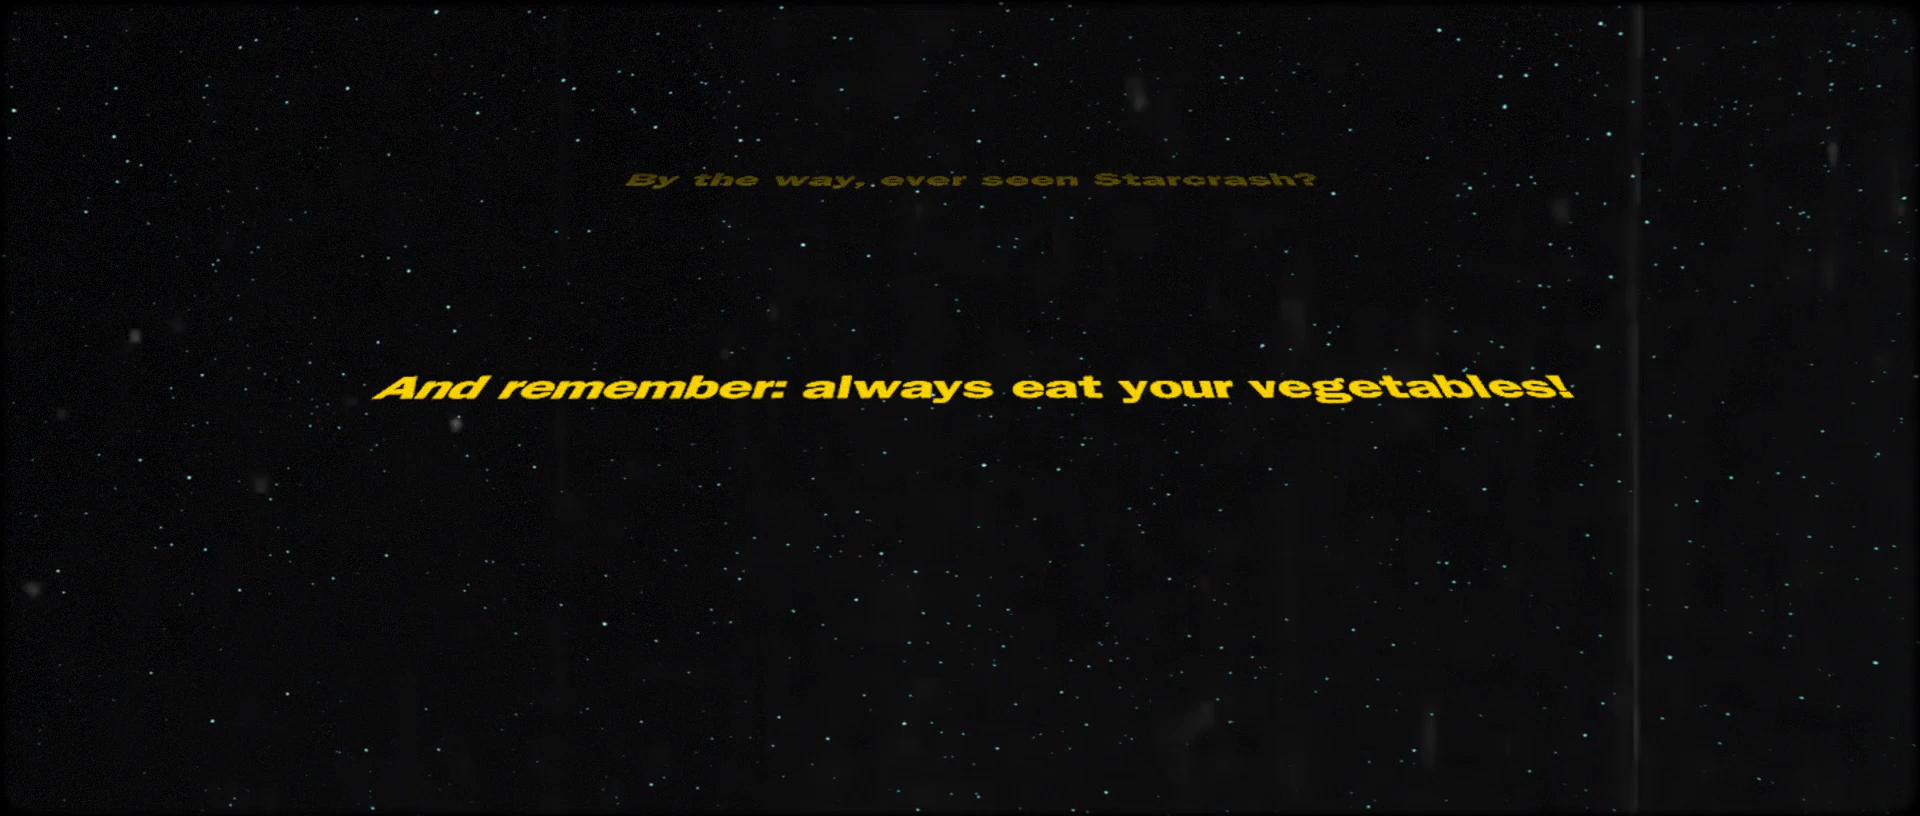 By the way, ever seen Starcrash?
And remember: always eat your vegetables!